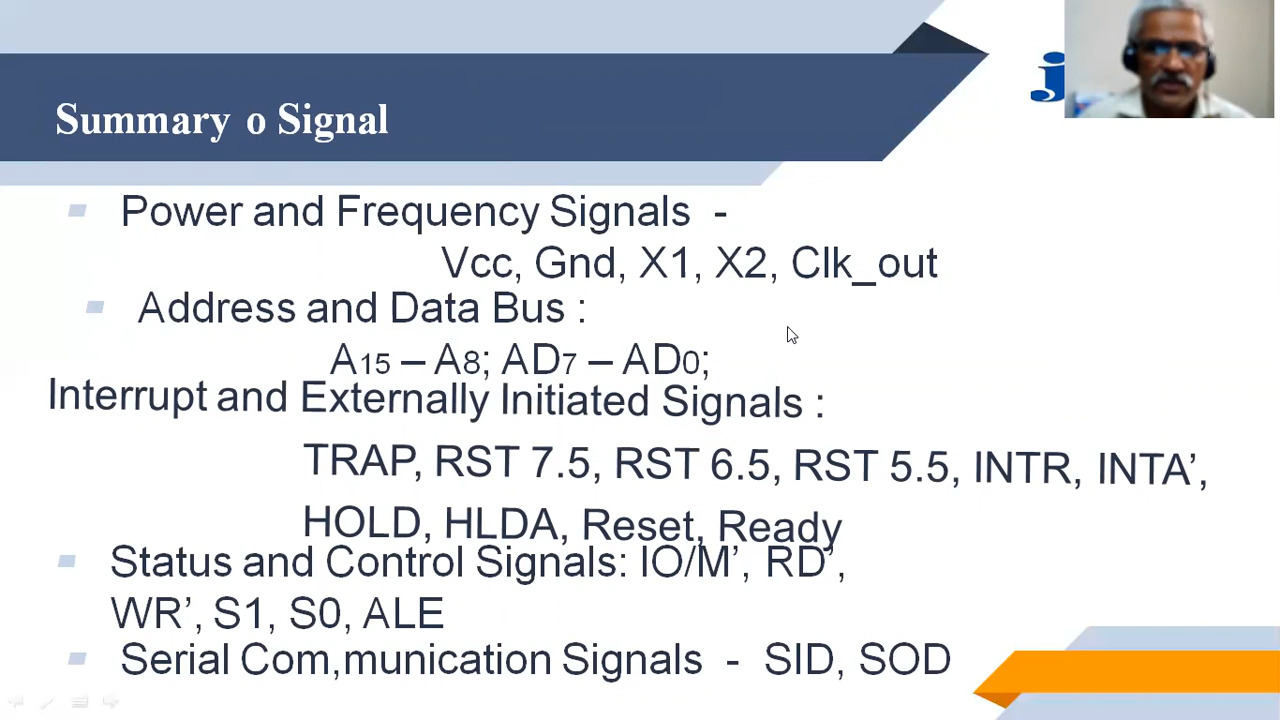 Summary o Signal
j
Power and Frequency Signals -
Vcc, Gnd, X1, X2, Clk_out
Address and Data Bus :
A15 – A8; AD7 – AD0;
Interrupt and Externally Initiated Signals :
TRAP, RST 7.5, RST 6.5, RST 5.5, INTR, INTA’,
HOLD, HLDA, Reset, Ready
Status and Control Signals: IO/M’, RD’,
WR’, S1, S0, ALE
Serial Com,munication Signals - SID, SOD